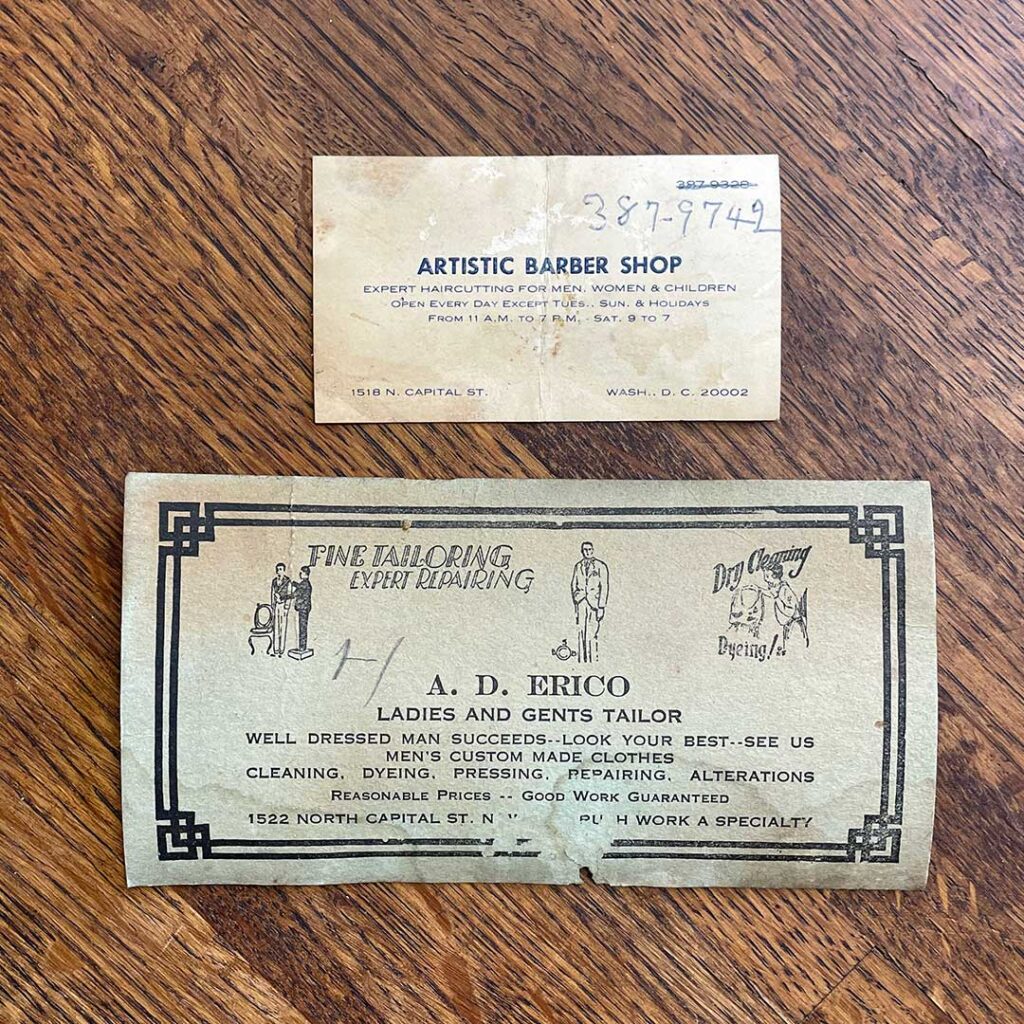 387-9320
387-9742
ARTISTIC BARBER SHOP
EXPERT HAIRCUTTING FOR MEN, WOMEN & CHILDREN
OPEN EVERY DAY EXCEPT TUES., SUN. & HOLIDAYS
FROM 11 A.M. TO 7 P.M. - SAT. 9 TO 7
1518 N. CAPITAL ST. WASH., D. C. 20002
FINE TAILORING
EXPERT REPAIRING
Dry Cleaning
Dyeing!
A. D. ERICO
LADIES AND GENTS TAILOR
WELL DRESSED MAN SUCCEEDS--LOOK YOUR BEST--SEE US
MEN'S CUSTOM MADE CLOTHES
CLEANING, DYEING, PRESSING, REPAIRING, ALTERATIONS
REASONABLE PRICES -- GOOD WORK GUARANTEED
1522 NORTH CAPITAL ST. N WORK A SPECIALTY